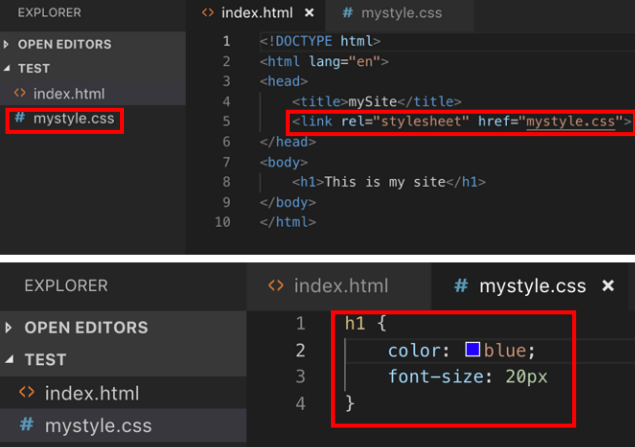 EXPLORER
index.html × mystyle.css
OPEN EDITORS
TEST
index.html
mystyle.css
1 <!DOCTYPE html>
2 <html lang="en">
3 <head>
4 <title>mySite</title>
5 <link rel="stylesheet" href="mystyle.css">
6 </head>
7 <body>
8 <h1>This is my site</h1>
9 </body>
10 </html>
EXPLORER
index.html # mystyle.css ×
OPEN EDITORS
TEST
index.html
# mystyle.css
1 h1 {
2 color: blue;
3 font-size: 20px
4 }